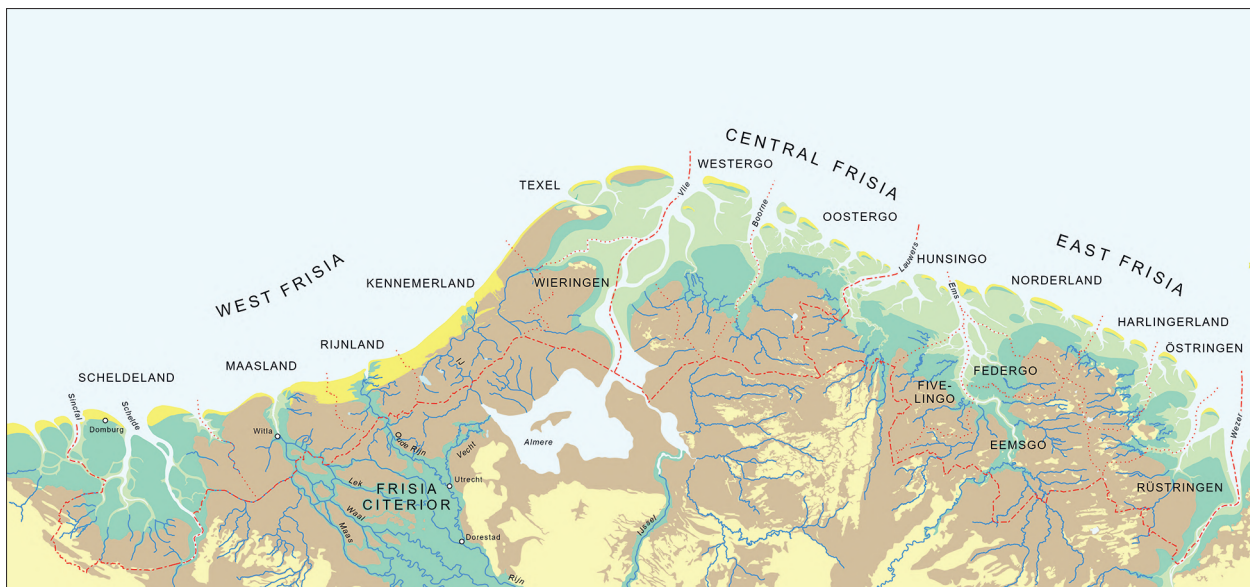 CENTRAL FRISIA
WEST FRISIA
EAST FRISIA
TEXEL
Vlie
WESTERGO
Boorne
OOSTERGO
Lauwers
HUNSINGO
Ems
NORDERLAND
HARLINGERLAND
ÖSTRINGEN
KENNEMERLAND
WIERINGEN
RIJNLAND
IJ
MAASLAND
SCHELDELAND
Sincfal
Domburg
Schelde
Witla
Oude Rijn
Vecht
Almere
FIVE-
LINGO
FEDERGO
EEMSGO
Wezer
RÜSTRINGEN
Lek
FRISIA
CITERIOR
Utrecht
Waal
Maas
Dorestad
IJssel
Rijn